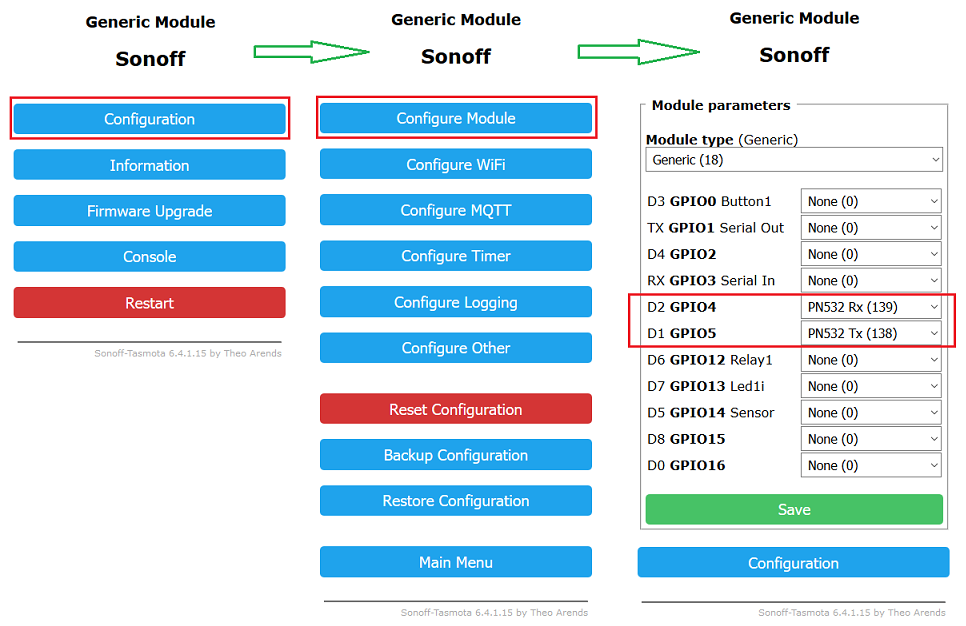 Generic Module
Sonoff
Configuration
Information
Firmware Upgrade
Console
Restart
Sonoff-Tasmota 6.4.1.15 by Theo Arends
Generic Module
Sonoff
Configure Module
Configure WiFi
Configure MQTT
Configure Timer
Configure Logging
Configure Other
Reset Configuration
Backup Configuration
Restore Configuration
Main Menu
Sonoff-Tasmota 6.4.1.15 by Theo Arends
Generic Module
Sonoff
Module parameters
Module type (Generic)
Generic (18)
D3 GPIO0 Button1 None (0)
TX GPIO1 Serial Out None (0)
D4 GPIO2 None (0)
RX GPIO3 Serial In None (0)
D2 GPIO4 PN532 Rx (139)
D1 GPIO5 PN532 Tx (138)
D6 GPIO12 Relay1 None (0)
D7 GPIO13 Led1i None (0)
D5 GPIO14 Sensor None (0)
D8 GPIO15 None (0)
D0 GPIO16 None (0)
Save
Configuration
Sonoff-Tasmota 6.4.1.15 by Theo Arends